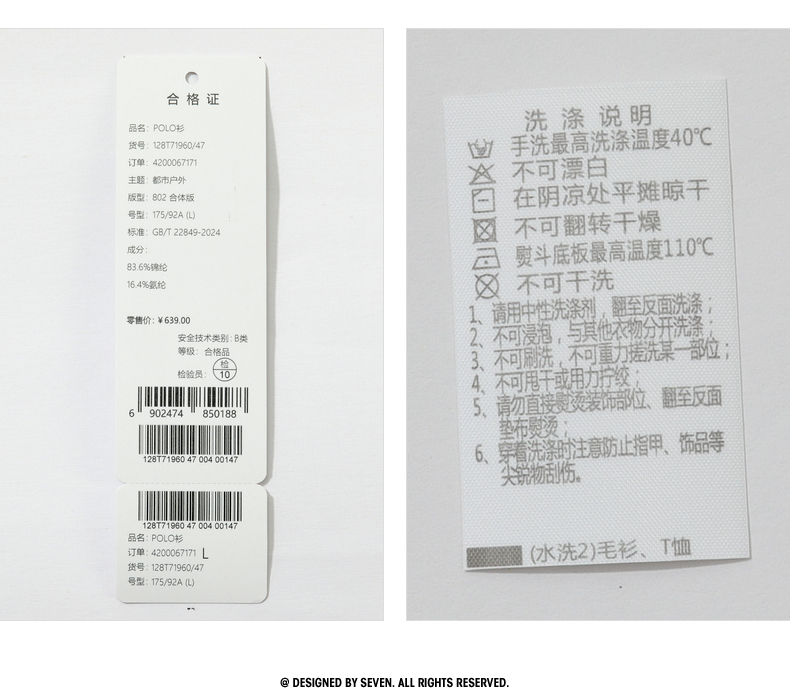 合格证
品名: POLO衫
货号: 128T71960/47
订单: 4200067171
主题: 都市户外
版型: 802 合体版
号型: 175/92A (L)
标准: GB/T 22849-2024
成分:
83.6%锦纶
16.4%氨纶
零售价: ¥639.00
安全技术类别: B类
等级: 合格品
检验员: 检 10
6 902474 850188
128T71960 47 004 00147
128T71960 47 004 00147
品名: POLO衫
订单: 4200067171 L
货号: 128T71960/47
号型: 175/92A (L)
洗涤说明
手洗最高洗涤温度40℃
不可漂白
在阴凉处平摊晾干
不可翻转干燥
熨斗底板最高温度110℃
不可干洗
1、请用中性洗涤剂，翻至反面洗涤；
2、不可浸泡，与其他衣物分开洗涤；
3、不可刷洗，不可重力搓洗某一部位；
4、不可甩干或用力拧绞；
5、请勿直接熨烫装饰部位、翻至反面
垫布熨烫；
6、穿着洗涤时注意防止指甲、饰品等
尖锐物刮伤。
(水洗2)毛衫、T恤
@ DESIGNED BY SEVEN. ALL RIGHTS RESERVED.